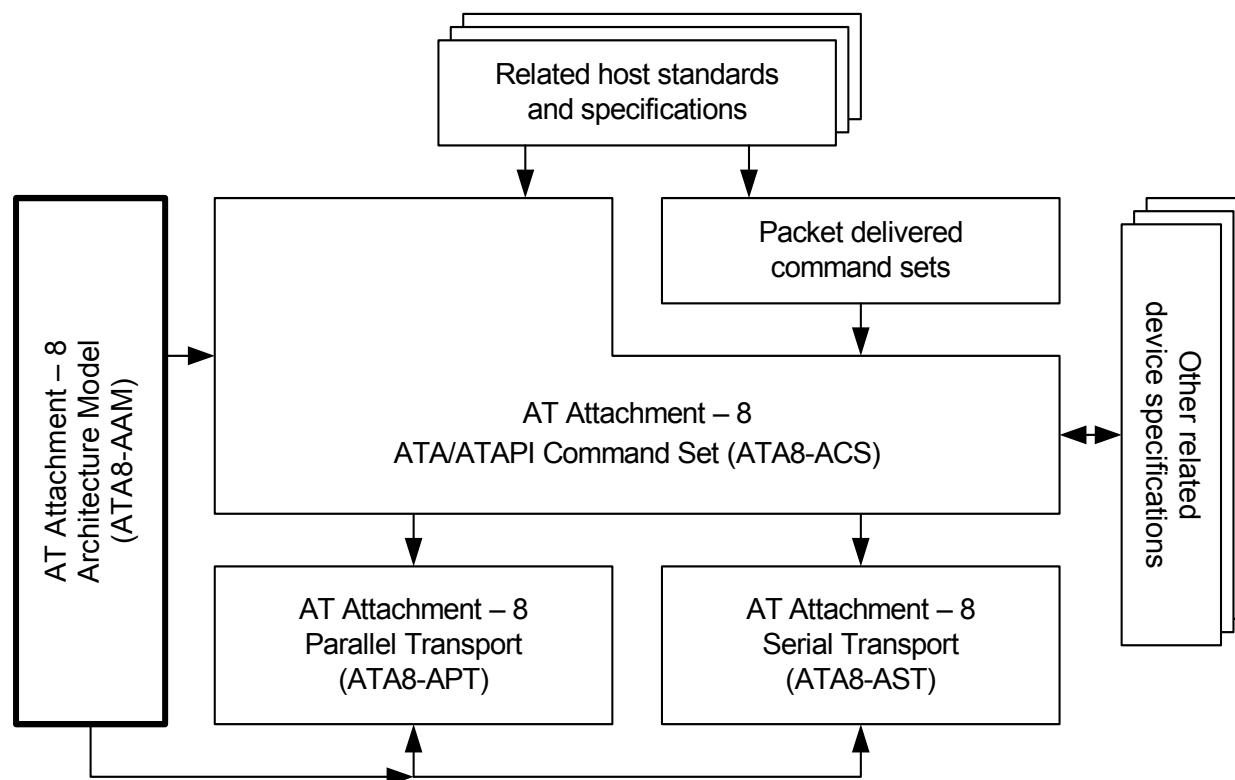 Related host standards
and specifications
Packet delivered
command sets
AT Attachment – 8
Architecture Model
(ATA8-AAM)
AT Attachment – 8
ATA/ATAPI Command Set (ATA8-ACS)
Other related
device specifications
AT Attachment – 8
Parallel Transport
(ATA8-APT)
AT Attachment – 8
Serial Transport
(ATA8-AST)